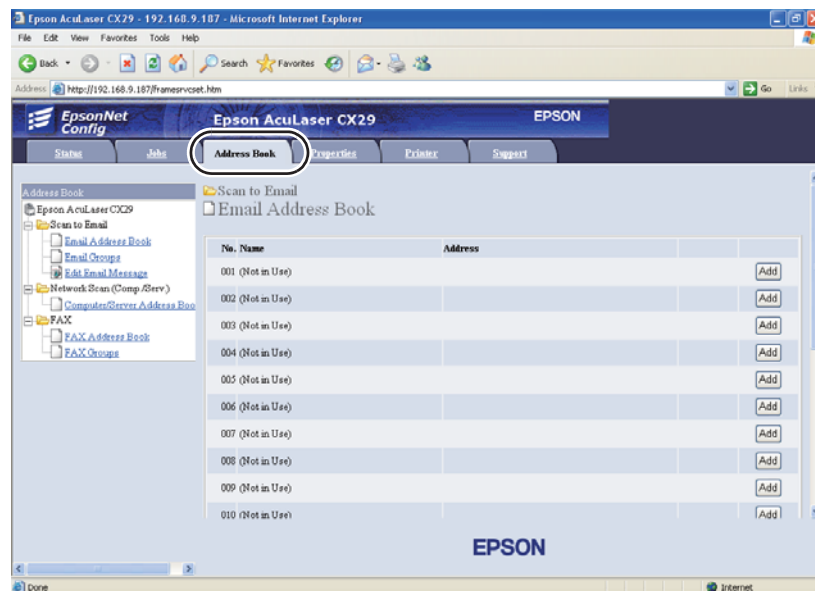 Epson AcuLaser CX29 - 192.168.9.187 - Microsoft Internet Explorer
File Edit View Favorites Tools Help
Back Search Favorites
Address http://192.168.9.187/framesrvcset.htm Go Links
EpsonNet
Config
Epson AcuLaser CX29
EPSON
Status Jobs Address Book Properties Printer Support
Address Book
Epson AcuLaser CX29
Scan to Email
Email Address Book
Email Groups
Edit Email Message
Network Scan (Comp./Serv.)
Computer/Server Address Boo
FAX
FAX Address Book
FAX Groups
Scan to Email
Email Address Book
No. Name Address
001 (Not in Use) Add
002 (Not in Use) Add
003 (Not in Use) Add
004 (Not in Use) Add
005 (Not in Use) Add
006 (Not in Use) Add
007 (Not in Use) Add
008 (Not in Use) Add
009 (Not in Use) Add
010 (Not in Use) Add
EPSON
Done Internet